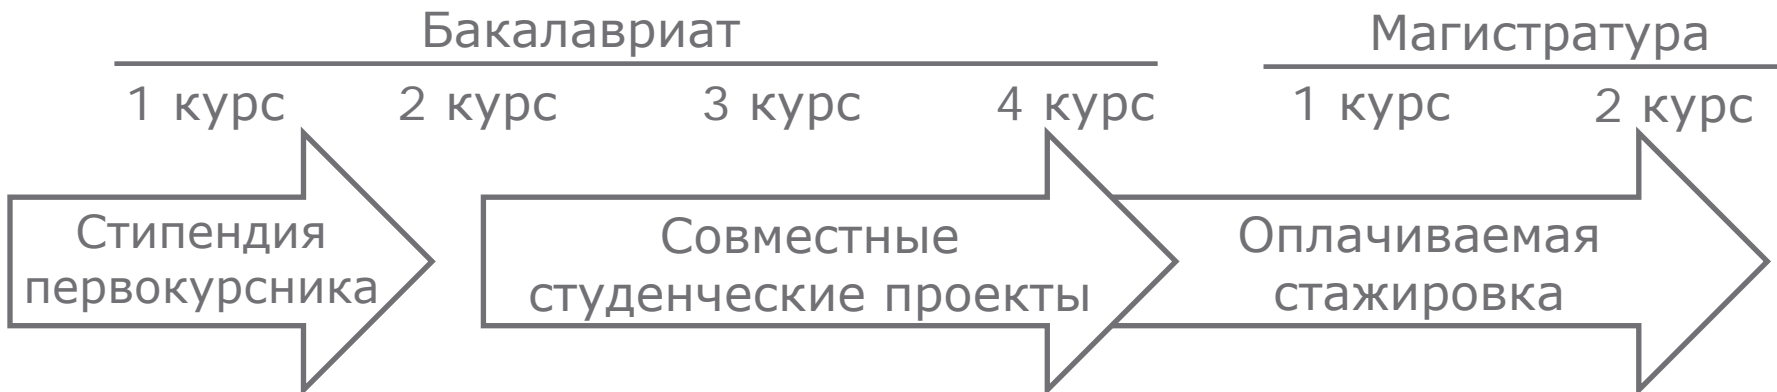 Бакалавриат
Магистратура
1 курс
2 курс
3 курс
4 курс
1 курс
2 курс
Стипендия
первокурсника
Совместные
студенческие проекты
Оплачиваемая
стажировка